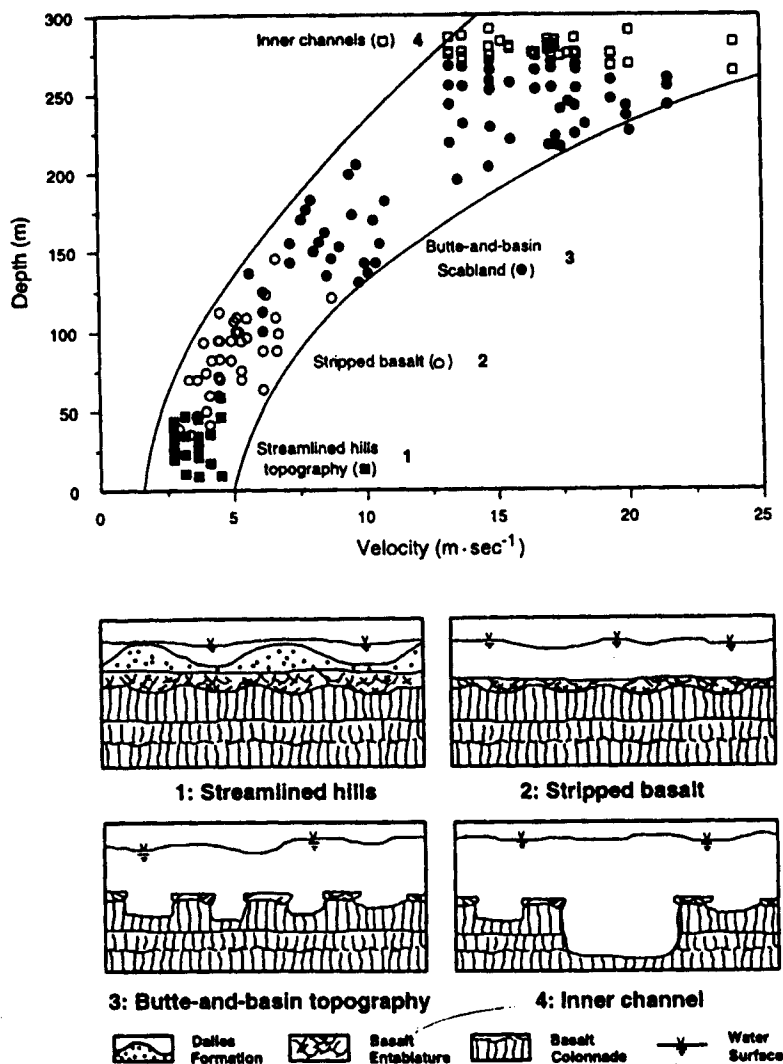 300
250
200
150
100
50
0
Depth (m)
Inner channels (□) 4
Butte-and-basin
Scabland (●) 3
Stripped basalt (○) 2
Streamlined hills
topography (■) 1
0 5 10 15 20 25
Velocity (m·sec⁻¹)
1: Streamlined hills
2: Stripped basalt
3: Butte-and-basin topography
4: Inner channel
Dalles
Formation
Basalt
Entablature
Basalt
Colonnade
Water
Surface